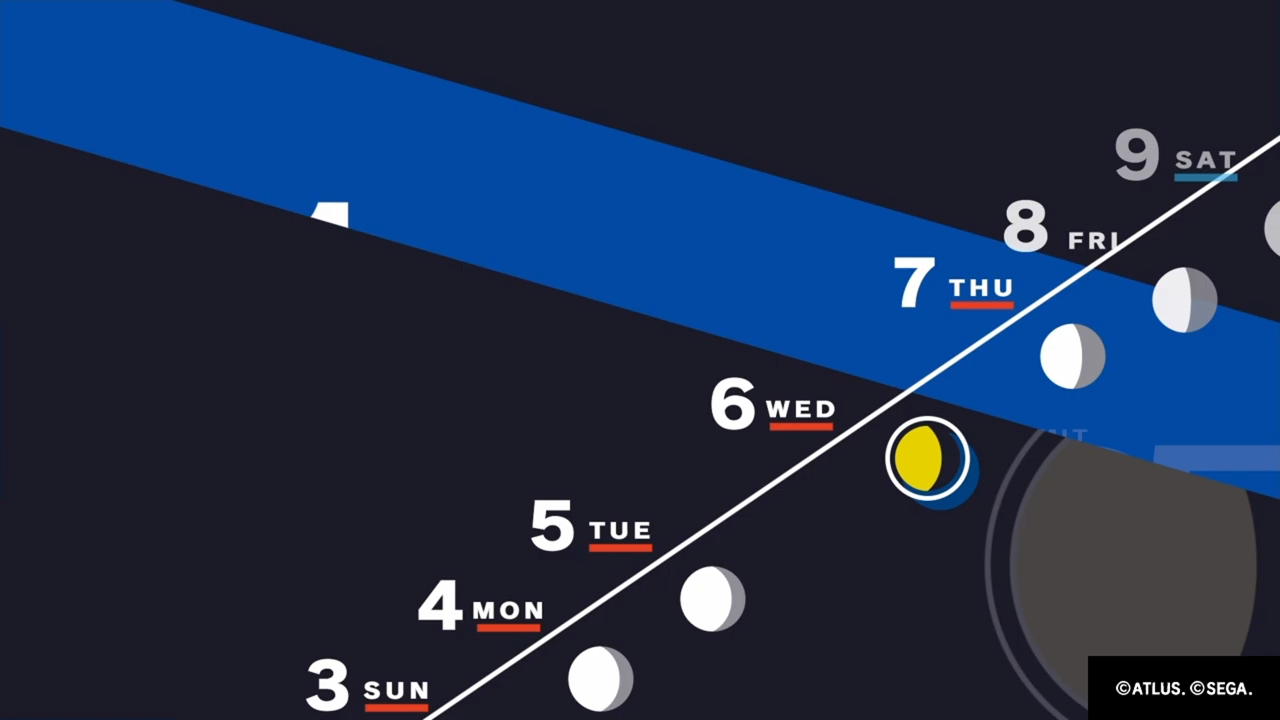 9 SAT
8 FRI
7 THU
6 WED
5 TUE
4 MON
3 SUN
©ATLUS. ©SEGA.